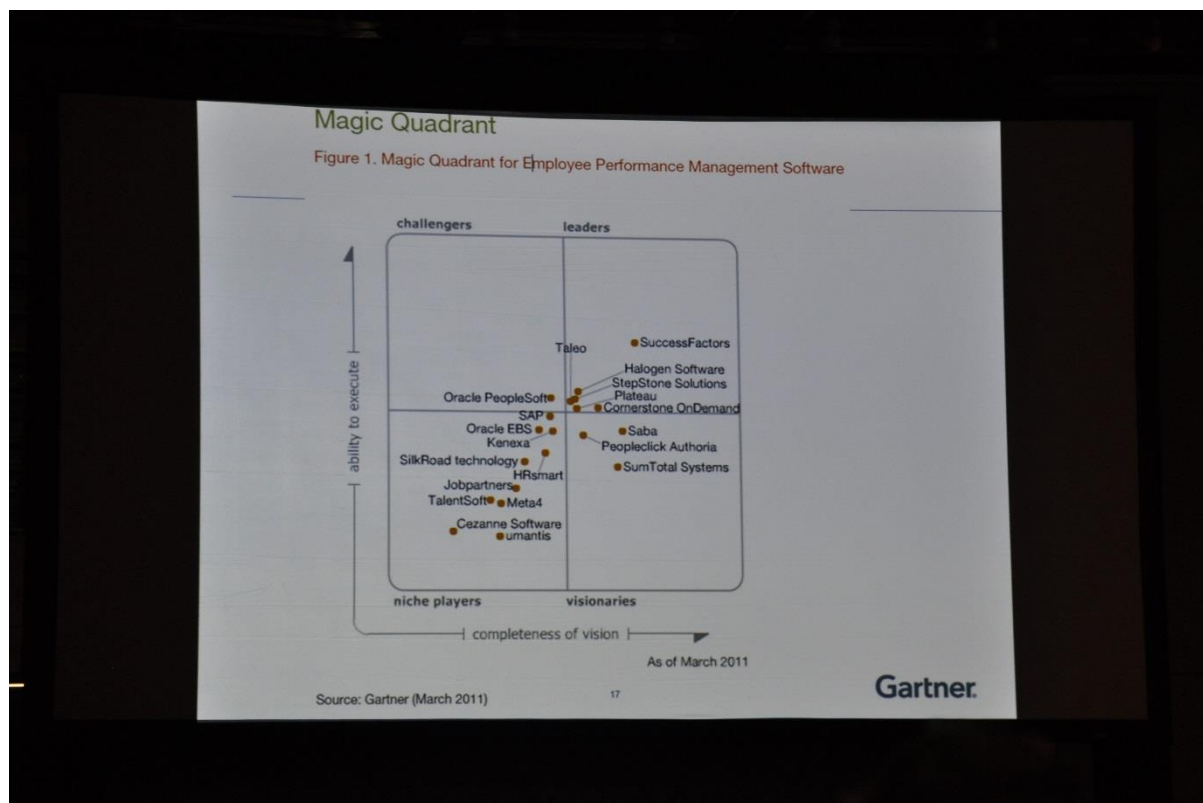 Magic Quadrant
Figure 1. Magic Quadrant for Employee Performance Management Software
challengers
leaders
SuccessFactors
Taleo
Halogen Software
StepStone Solutions
Plateau
Oracle PeopleSoft
Cornerstone OnDemand
SAP
Oracle EBS
Saba
Kenexa
Peopleclick Authoria
SilkRoad technology
SumTotal Systems
HRsmart
Jobpartners
TalentSoft
Meta4
Cezanne Software
umantis
niche players
visionaries
ability to execute
completeness of vision
As of March 2011
Source: Gartner (March 2011)
17
Gartner.